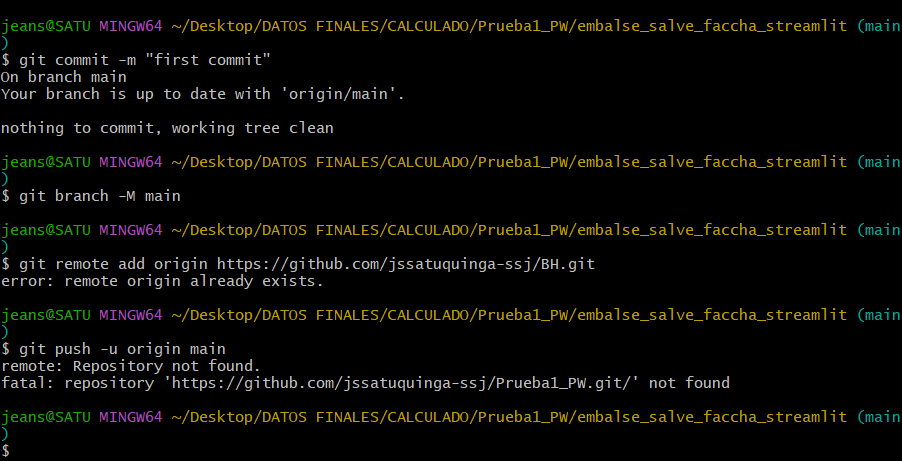 jeans@SATU MINGW64 ~/Desktop/DATOS FINALES/CALCULADO/Prueba1_PW/embalse_salve_faccha_streamlit (main
)
$ git commit -m "first commit"
On branch main
Your branch is up to date with 'origin/main'.
nothing to commit, working tree clean
jeans@SATU MINGW64 ~/Desktop/DATOS FINALES/CALCULADO/Prueba1_PW/embalse_salve_faccha_streamlit (main
)
$ git branch -M main
jeans@SATU MINGW64 ~/Desktop/DATOS FINALES/CALCULADO/Prueba1_PW/embalse_salve_faccha_streamlit (main
)
$ git remote add origin https://github.com/jssatuquinga-ssj/BH.git
error: remote origin already exists.
jeans@SATU MINGW64 ~/Desktop/DATOS FINALES/CALCULADO/Prueba1_PW/embalse_salve_faccha_streamlit (main
)
$ git push -u origin main
remote: Repository not found.
fatal: repository 'https://github.com/jssatuquinga-ssj/Prueba1_PW.git/' not found
jeans@SATU MINGW64 ~/Desktop/DATOS FINALES/CALCULADO/Prueba1_PW/embalse_salve_faccha_streamlit (main
)
$